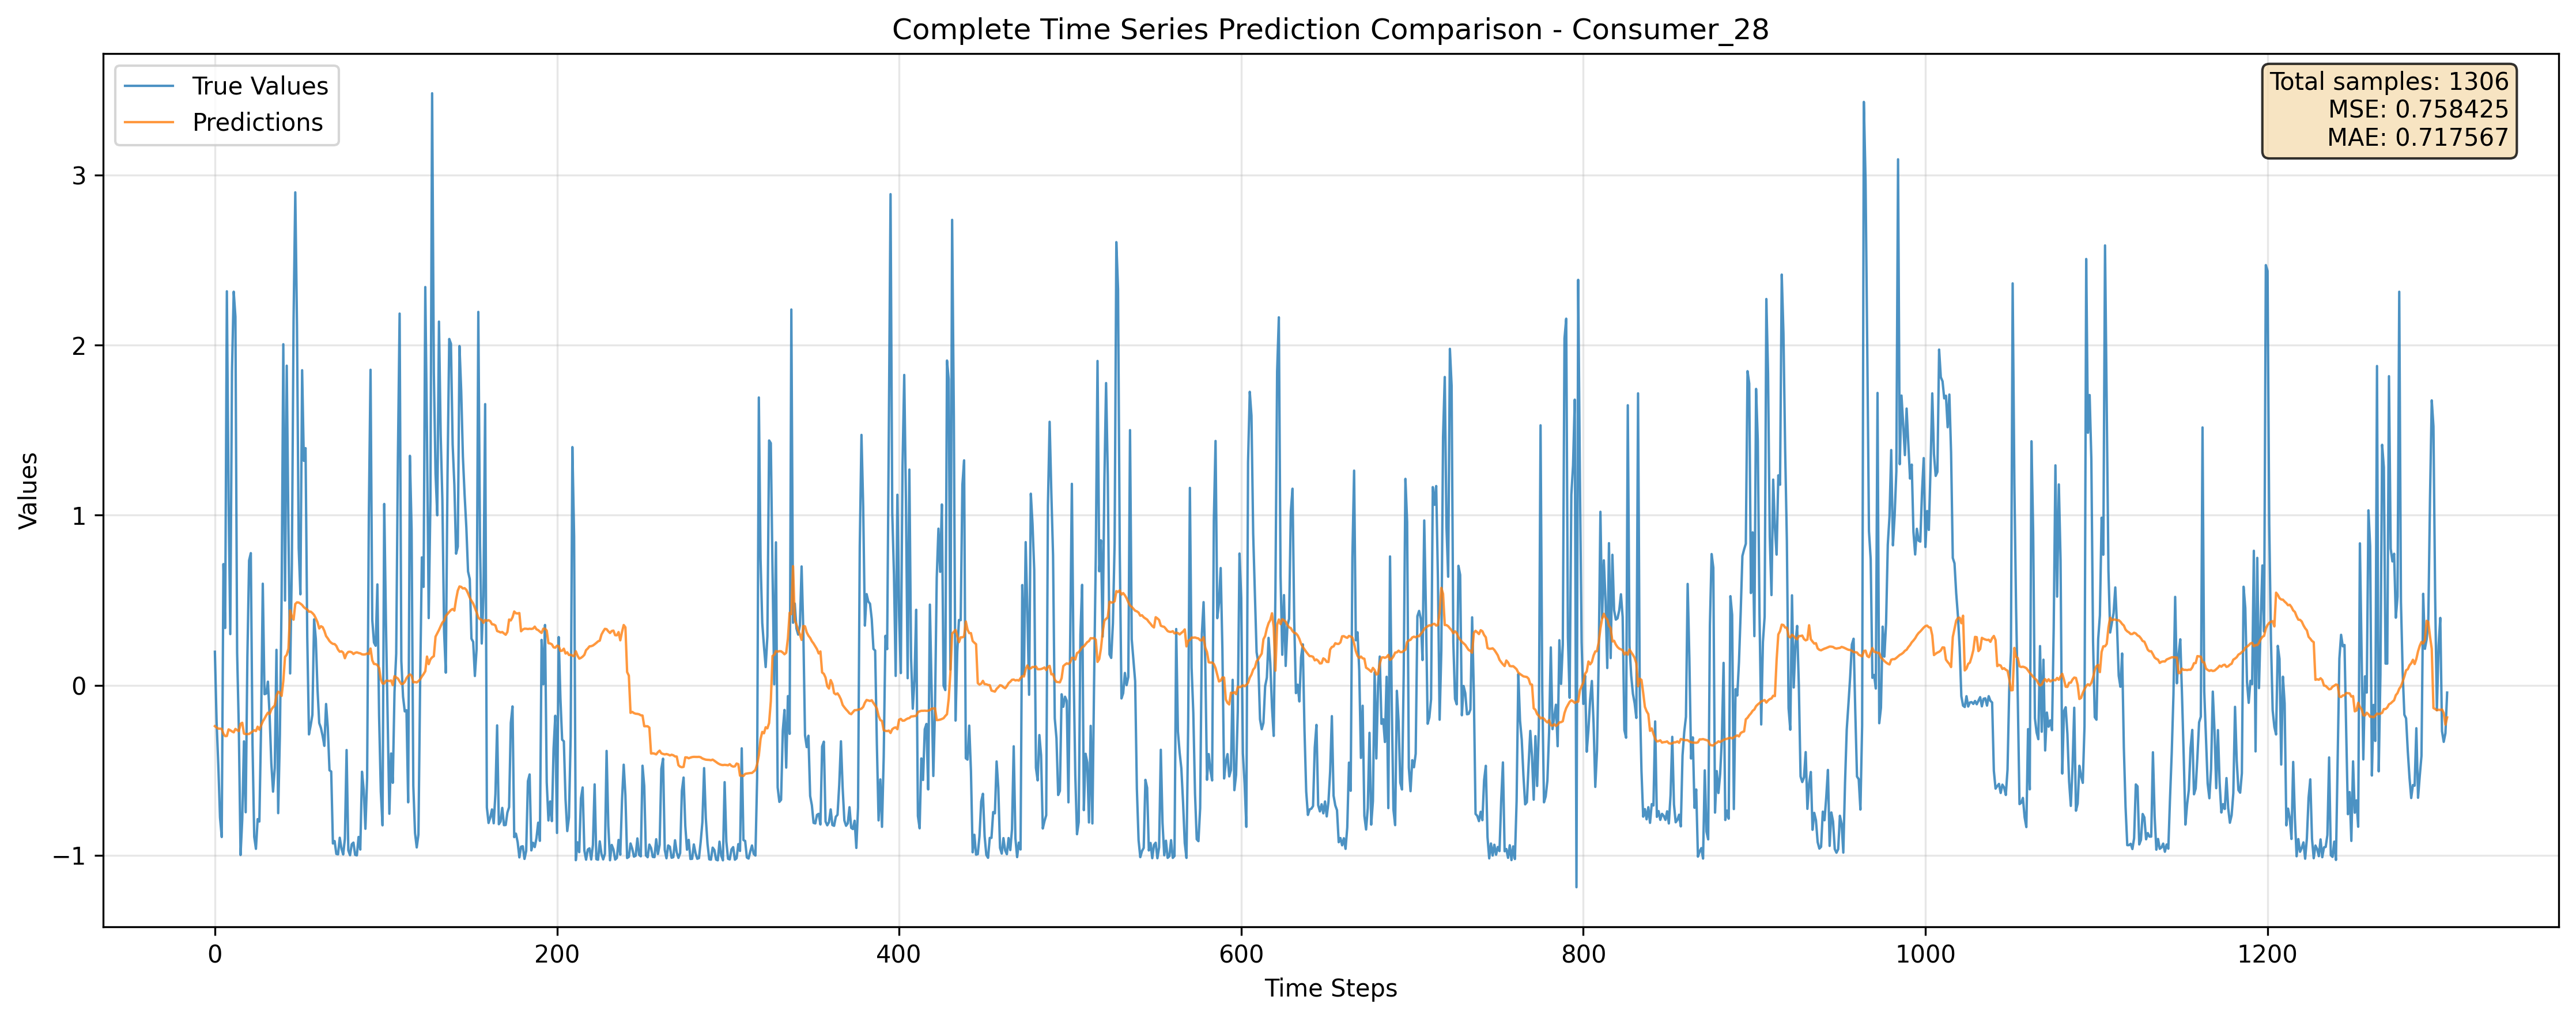 Complete Time Series Prediction Comparison - Consumer_28
True Values
Predictions
Total samples: 1306
MSE: 0.758425
MAE: 0.717567
Values
3
2
1
0
−1
0
200
400
600
800
1000
1200
Time Steps